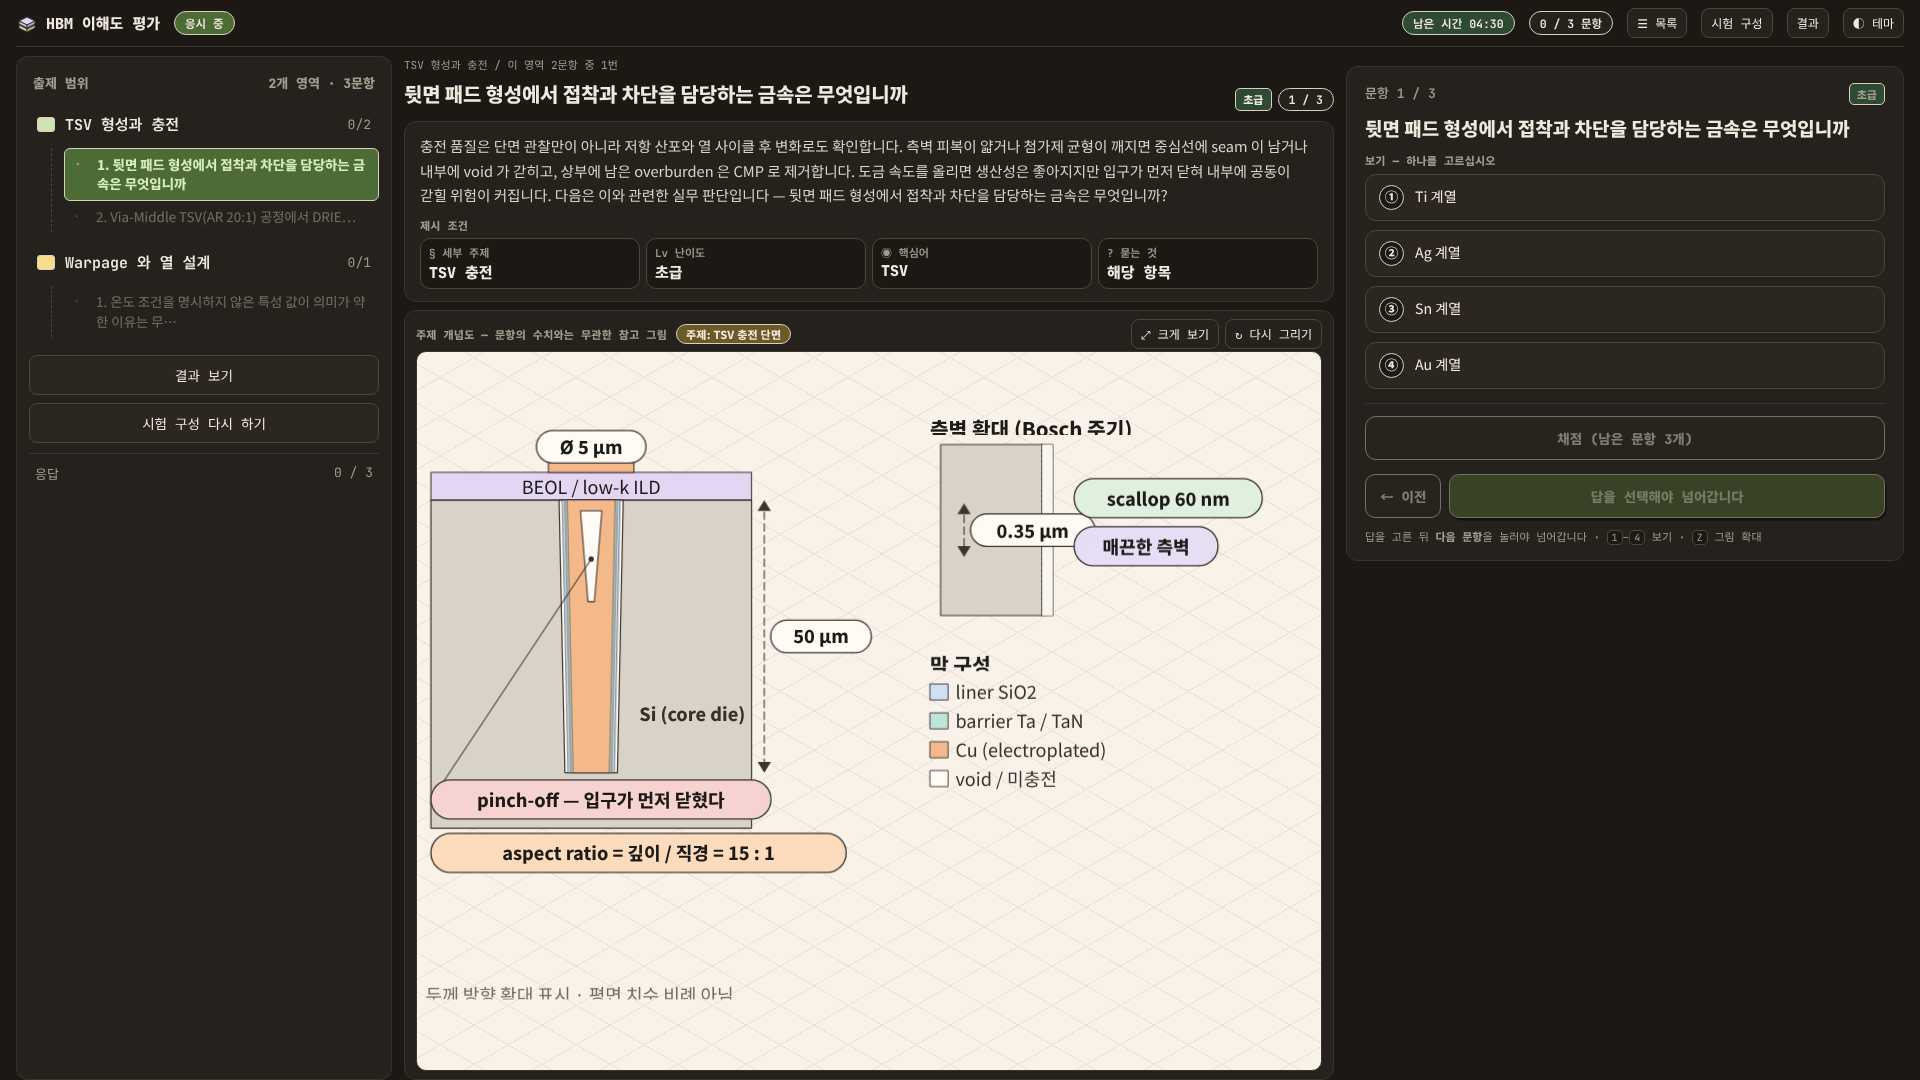 HBM 이해도 평가
응시 중
남은 시간 04:30
0 / 3 문항
☰ 목록
시험 구성
결과
◐ 테마
출제 범위
2개 영역 · 3문항
TSV 형성과 충전
0/2
1. 뒷면 패드 형성에서 접착과 차단을 담당하는 금
속은 무엇입니까
2. Via-Middle TSV(AR 20:1) 공정에서 DRIE…
Warpage 와 열 설계
0/1
1. 온도 조건을 명시하지 않은 특성 값이 의미가 약
한 이유는 무…
결과 보기
시험 구성 다시 하기
응답
0 / 3
TSV 형성과 충전 / 이 영역 2문항 중 1번
뒷면 패드 형성에서 접착과 차단을 담당하는 금속은 무엇입니까
초급
1 / 3
충전 품질은 단면 관찰만이 아니라 저항 산포와 열 사이클 후 변화로도 확인합니다. 측벽 피복이 얇거나 첨가제 균형이 깨지면 중심선에 seam 이 남거나
내부에 void 가 갇히고, 상부에 남은 overburden 은 CMP 로 제거합니다. 도금 속도를 올리면 생산성은 좋아지지만 입구가 먼저 닫혀 내부에 공동이
갇힐 위험이 커집니다. 다음은 이와 관련한 실무 판단입니다 — 뒷면 패드 형성에서 접착과 차단을 담당하는 금속은 무엇입니까?
제시 조건
§ 세부 주제
TSV 충전
Lv 난이도
초급
◉ 핵심어
TSV
? 묻는 것
해당 항목
주제 개념도 — 문항의 수치와는 무관한 참고 그림
주제: TSV 충전 단면
⤢ 크게 보기
↻ 다시 그리기
Ø 5 µm
BEOL / low-k ILD
50 µm
Si (core die)
pinch-off — 입구가 먼저 닫혔다
aspect ratio = 깊이 / 직경 = 15 : 1
측벽 확대 (Bosch 주기)
scallop 60 nm
0.35 µm
매끈한 측벽
막 구성
liner SiO2
barrier Ta / TaN
Cu (electroplated)
void / 미충전
두께 방향 확대 표시 · 평면 치수 비례 아님
문항 1 / 3
초급
뒷면 패드 형성에서 접착과 차단을 담당하는 금속은 무엇입니까
보기 — 하나를 고르십시오
① Ti 계열
② Ag 계열
③ Sn 계열
④ Au 계열
채점 (남은 문항 3개)
← 이전
답을 선택해야 넘어갑니다
답을 고른 뒤 다음 문항을 눌러야 넘어갑니다 · 1–4 보기 · Z 그림 확대